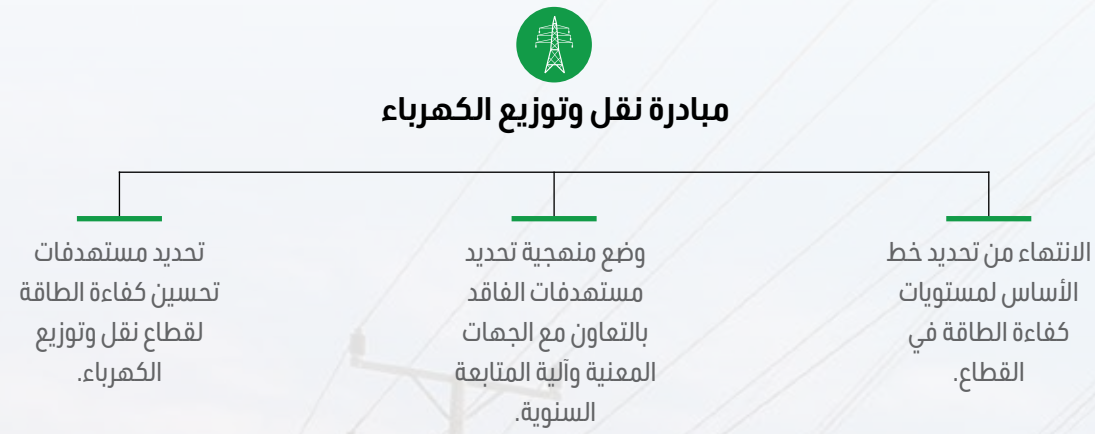 مبادرة نقل وتوزيع الكهرباء
الانتهاء من تحديد خط
الأساس لمستويات
كفاءة الطاقة في
القطاع.
وضع منهجية تحديد
مستهدفات الفاقد
بالتعاون مع الجهات
المعنية وآلية المتابعة
السنوية.
تحديد مستهدفات
تحسين كفاءة الطاقة
لقطاع نقل وتوزيع
الكهرباء.